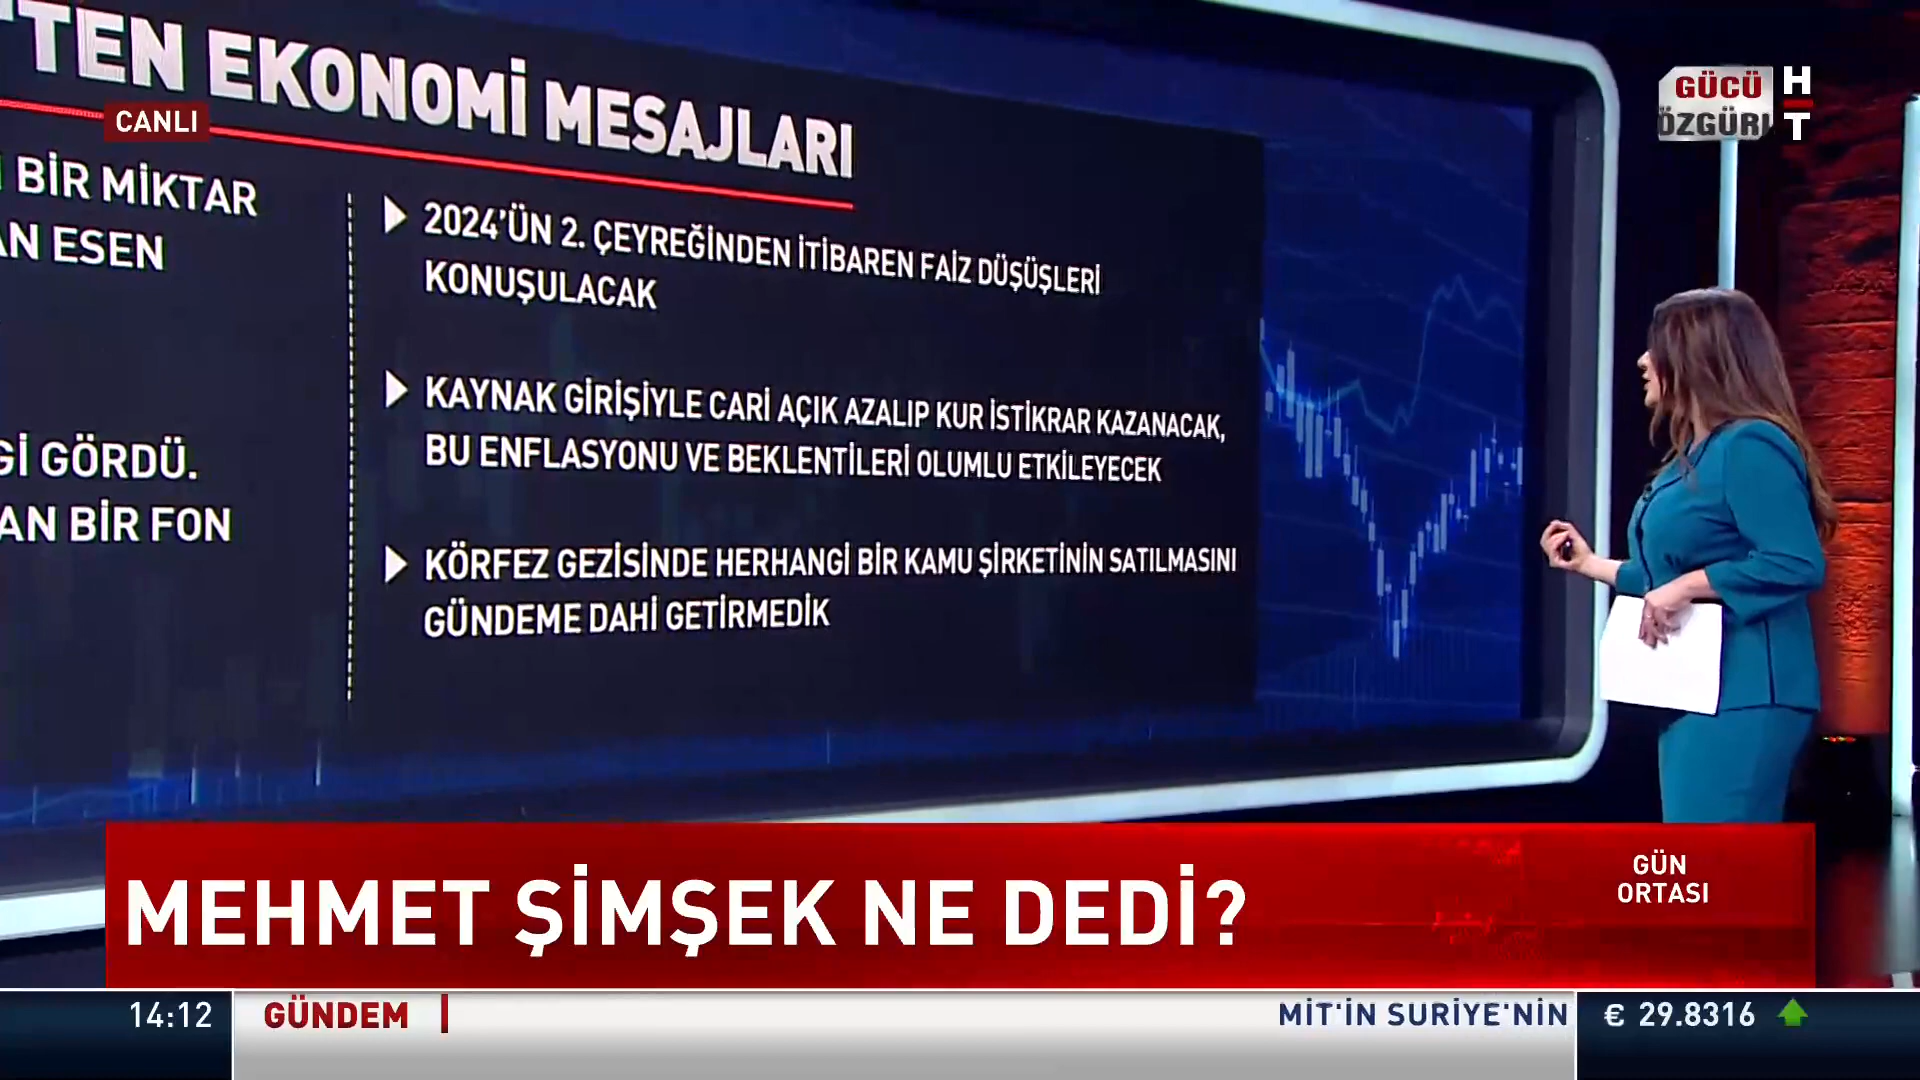 'TEN EKONOMİ MESAJLARI
CANLI
BİR MİKTAR
AN ESEN
Gİ GÖRDÜ.
AN BİR FON
2024'ÜN 2. ÇEYREĞİNDEN İTİBAREN FAİZ DÜŞÜŞLERİ
KONUŞULACAK
KAYNAK GİRİŞİYLE CARİ AÇIK AZALIP KUR İSTİKRAR KAZANACAK,
BU ENFLASYONU VE BEKLENTİLERİ OLUMLU ETKİLEYECEK
KÖRFEZ GEZİSİNDE HERHANGİ BİR KAMU ŞİRKETİNİN SATILMASINI
GÜNDEME DAHİ GETİRMEDİK
GÜCÜ
ÖZGÜR
HT
MEHMET ŞİMŞEK NE DEDİ?
GÜN
ORTASI
14:12
GÜNDEM
MİT'İN SURİYE'NİN
€ 29.8316